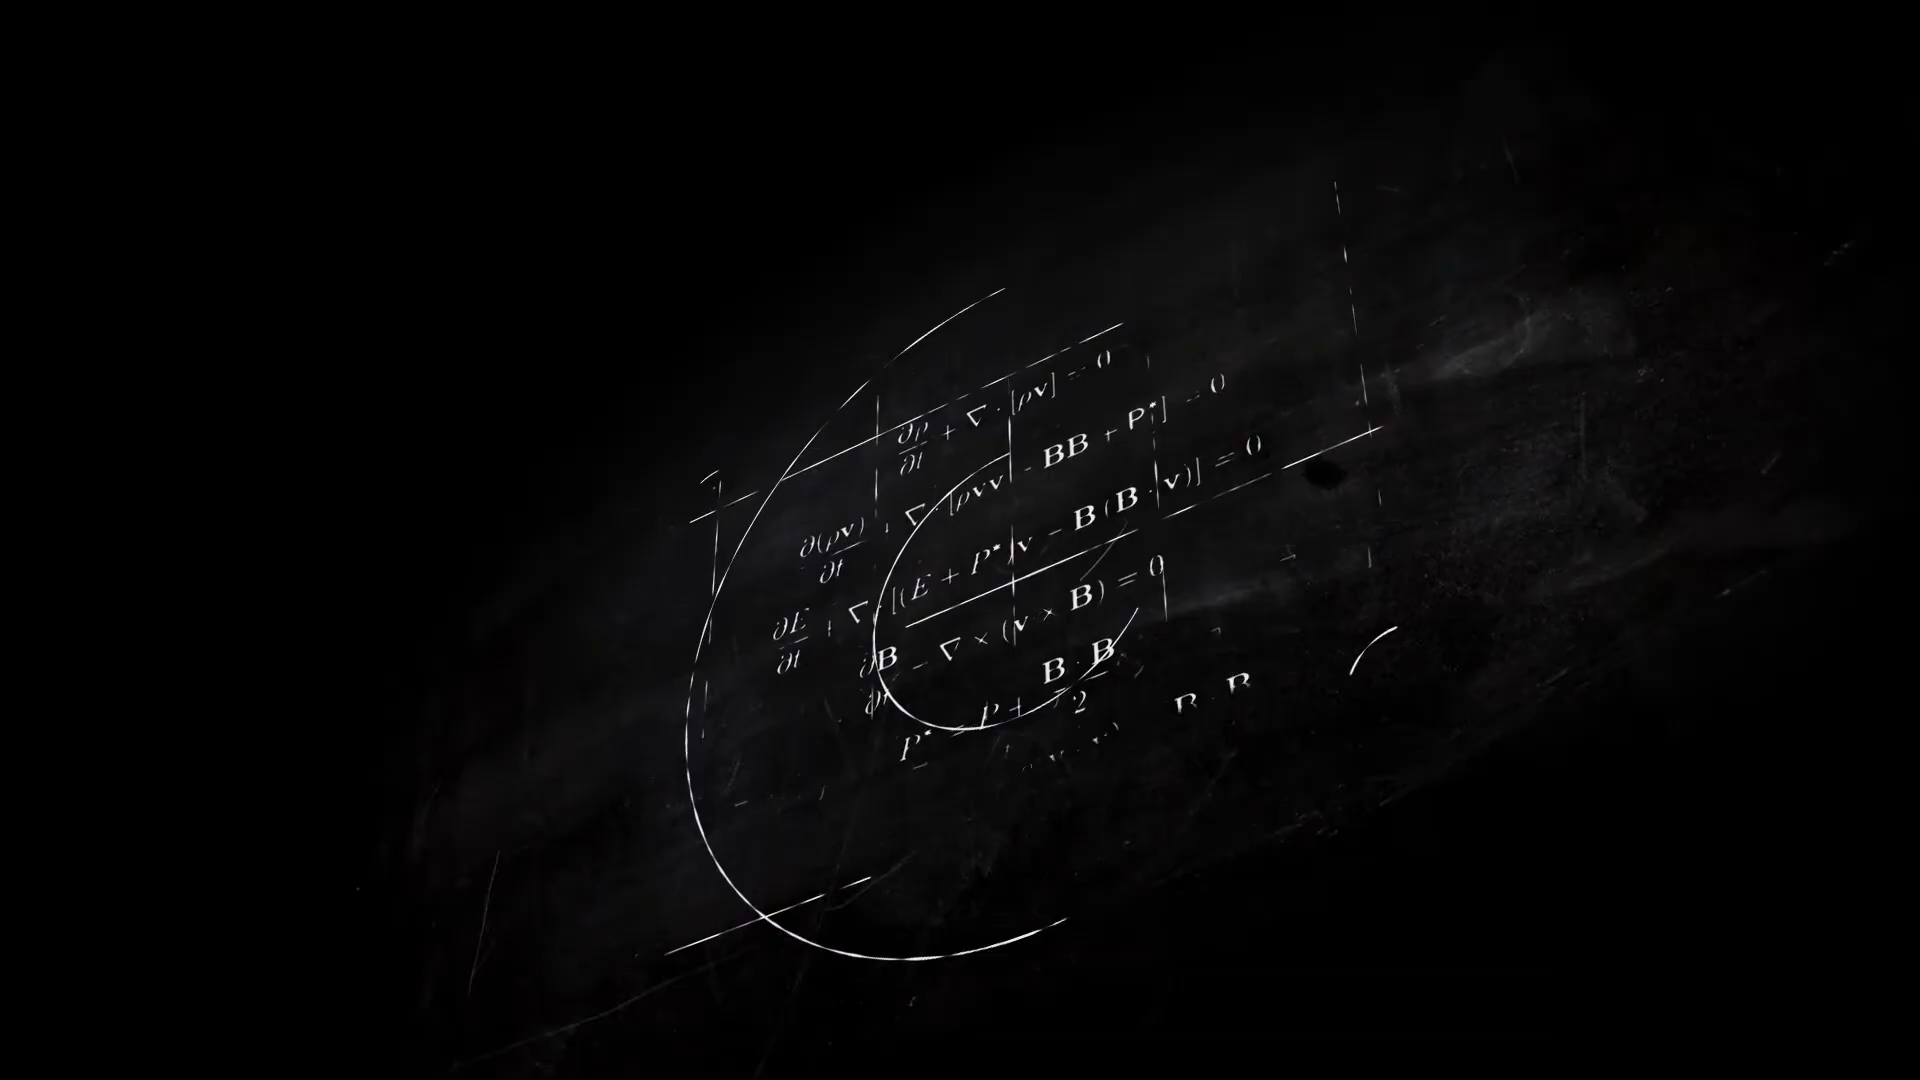 ∂ρ/∂t + ∇ · [ρv] = 0
∂(ρv)/∂t + ∇ · [ρvv - BB + P*] = 0
∂E/∂t + ∇ · [(E + P*)v - B(B · v)] = 0
∂B/∂t - ∇ × (v × B) = 0
P* = P + B · B/2
B · B